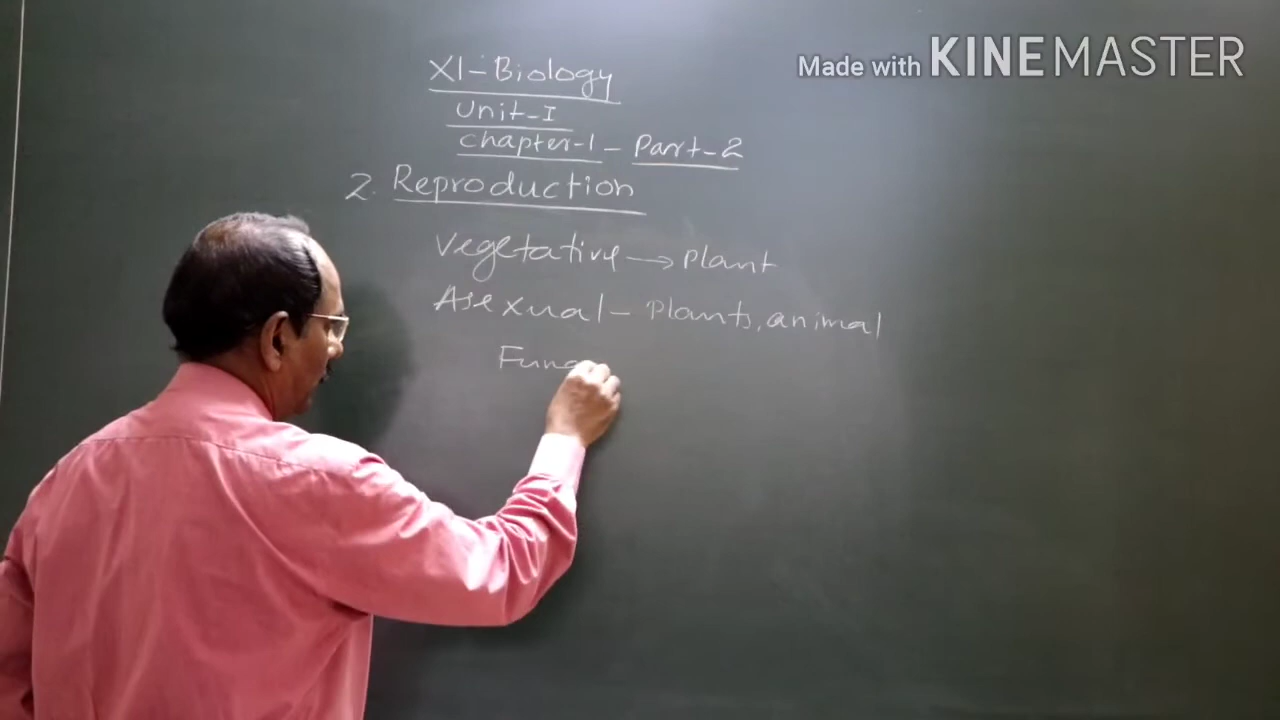 Made with KINEMASTER
XI-Biology
Unit-I
Chapter-1 - Part-2
2. Reproduction
Vegetative → Plant
Asexual - Plants, animal
Fung